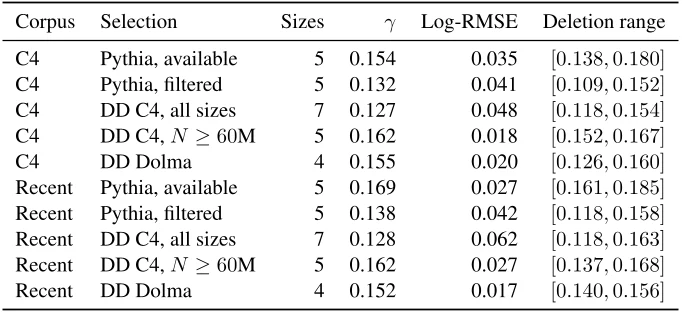 Corpus Selection Sizes γ Log-RMSE Deletion range
C4 Pythia, available 5 0.154 0.035 [0.138, 0.180]
C4 Pythia, filtered 5 0.132 0.041 [0.109, 0.152]
C4 DD C4, all sizes 7 0.127 0.048 [0.118, 0.154]
C4 DD C4, N ≥ 60M 5 0.162 0.018 [0.152, 0.167]
C4 DD Dolma 4 0.155 0.020 [0.126, 0.160]
Recent Pythia, available 5 0.169 0.027 [0.161, 0.185]
Recent Pythia, filtered 5 0.138 0.042 [0.118, 0.158]
Recent DD C4, all sizes 7 0.128 0.062 [0.118, 0.163]
Recent DD C4, N ≥ 60M 5 0.162 0.027 [0.137, 0.168]
Recent DD Dolma 4 0.152 0.017 [0.140, 0.156]